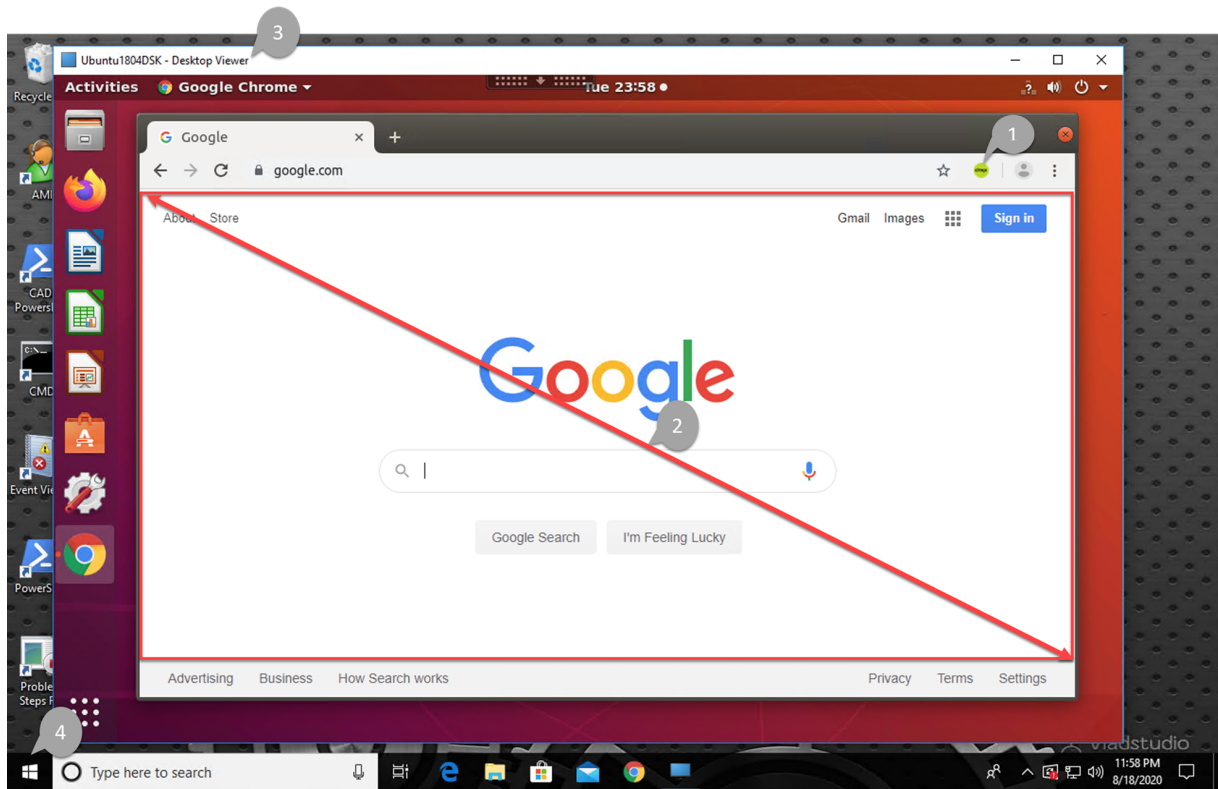 3
Ubuntu1804DSK - Desktop Viewer
Activities Google Chrome Tue 23:58
Recycle
Google
1
google.com
AMI
About Store Gmail Images Sign in
CAD
Powers
Google
2
C:\_
CMD
Google Search I'm Feeling Lucky
Event Vie
PowerS
Advertising Business How Search works Privacy Terms Settings
Proble
Steps R
4
vladstudio
Type here to search
11:58 PM
8/18/2020